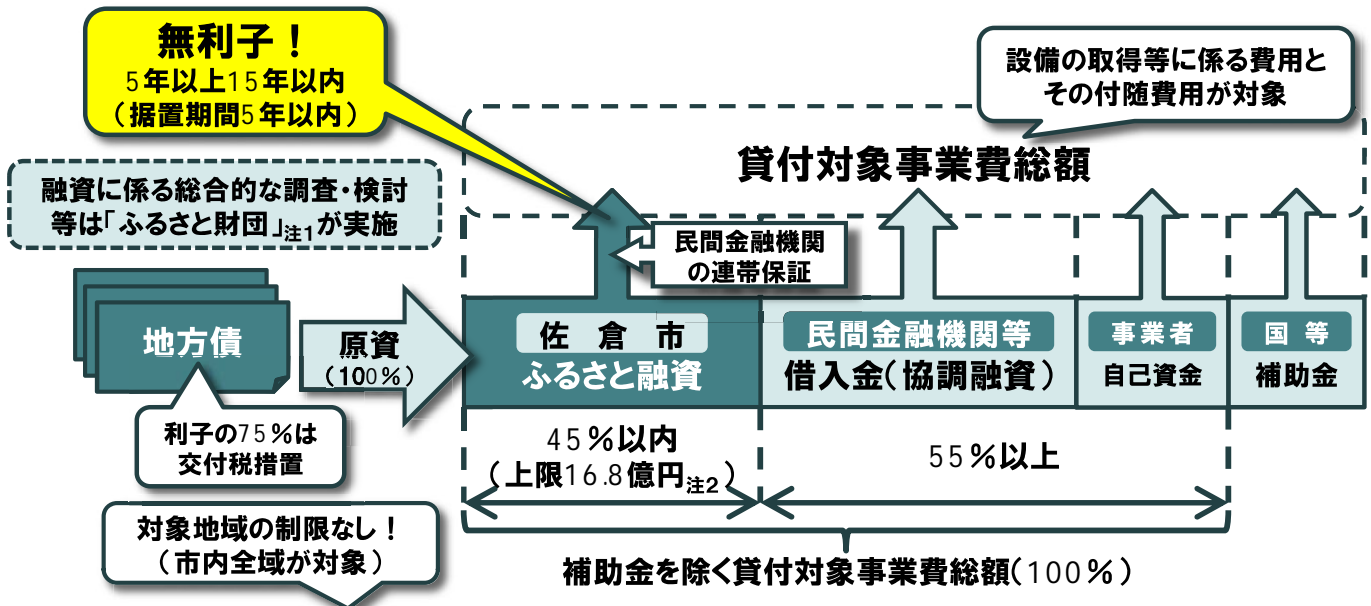 無利子！
5年以上15年以内
（据置期間5年以内）
設備の取得等に係る費用と
その付随費用が対象
貸付対象事業費総額
融資に係る総合的な調査・検討
等は「ふるさと財団」注1が実施
民間金融機関
の連帯保証
地方債
原資
（100％）
佐倉市
ふるさと融資
民間金融機関等
借入金（協調融資）
事業者
自己資金
国等
補助金
利子の75％は
交付税措置
45％以内
（上限16.8億円注2）
55％以上
対象地域の制限なし！
（市内全域が対象）
補助金を除く貸付対象事業費総額（100％）